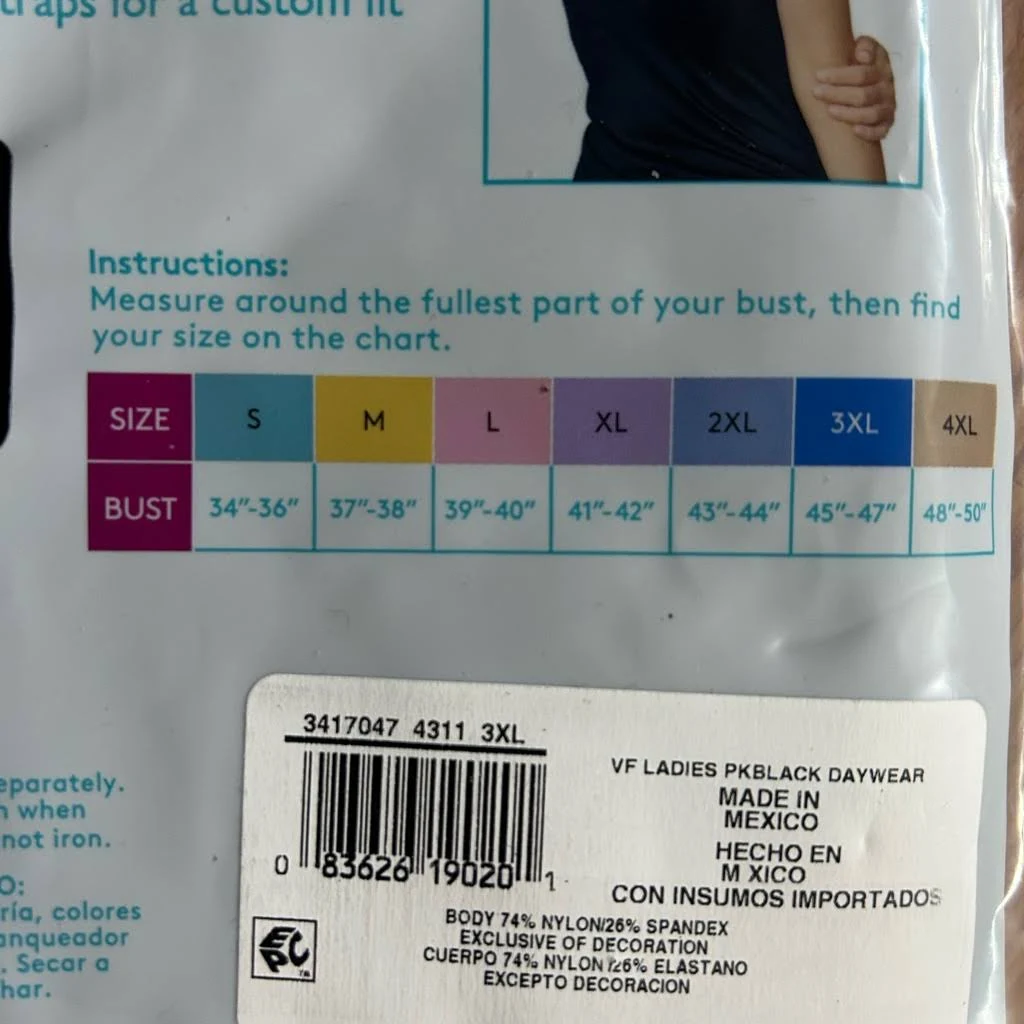 traps for a custom fit
Instructions:
Measure around the fullest part of your bust, then find
your size on the chart.
SIZE S M L XL 2XL 3XL 4XL
BUST 34"-36" 37"-38" 39"-40" 41"-42" 43"-44" 45"-47" 48"-50"
eparately.
n when
not iron.
O:
ría, colores
anqueador
. Secar a
har.
3417047 4311 3XL
0 83626 19020 1
VF LADIES PKBLACK DAYWEAR
MADE IN
MEXICO
HECHO EN
M XICO
CON INSUMOS IMPORTADOS
BODY 74% NYLON/26% SPANDEX
EXCLUSIVE OF DECORATION
CUERPO 74% NYLON /26% ELASTANO
EXCEPTO DECORACION
EPC TM